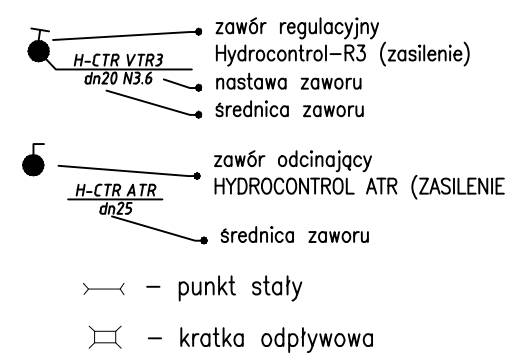 zawór regulacyjny
Hydrocontrol-R3 (zasilenie)
H-CTR VTR3
dn20 N3.6
nastawa zaworu
średnica zaworu
zawór odcinający
HYDROCONTROL ATR (ZASILENIE
H-CTR ATR
dn25
średnica zaworu
– punkt stały
– kratka odpływowa